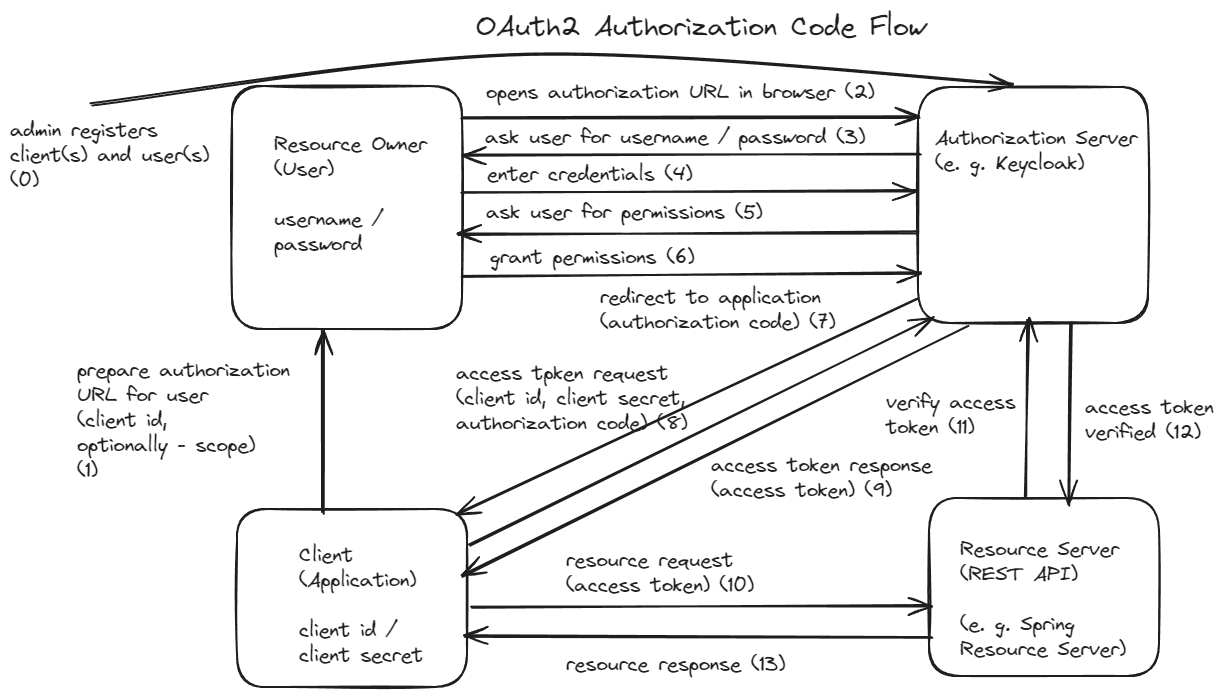 OAuth2 Authorization Code Flow
admin registers
client(s) and user(s)
(0)
Resource Owner
(User)
username /
password
opens authorization URL in browser (2)
ask user for username / password (3)
enter credentials (4)
ask user for permissions (5)
grant permissions (6)
Authorization Server
(e. g. Keycloak)
redirect to application
(authorization code) (7)
prepare authorization
URL for user
(client id,
optionally - scope)
(1)
access tpken request
(client id, client secret,
authorization code) (8)
access token response
(access token) (9)
verify access
token (11)
access token
verified (12)
Client
(Application)
client id /
client secret
resource request
(access token) (10)
resource response (13)
Resource Server
(REST API)
(e. g. Spring
Resource Server)